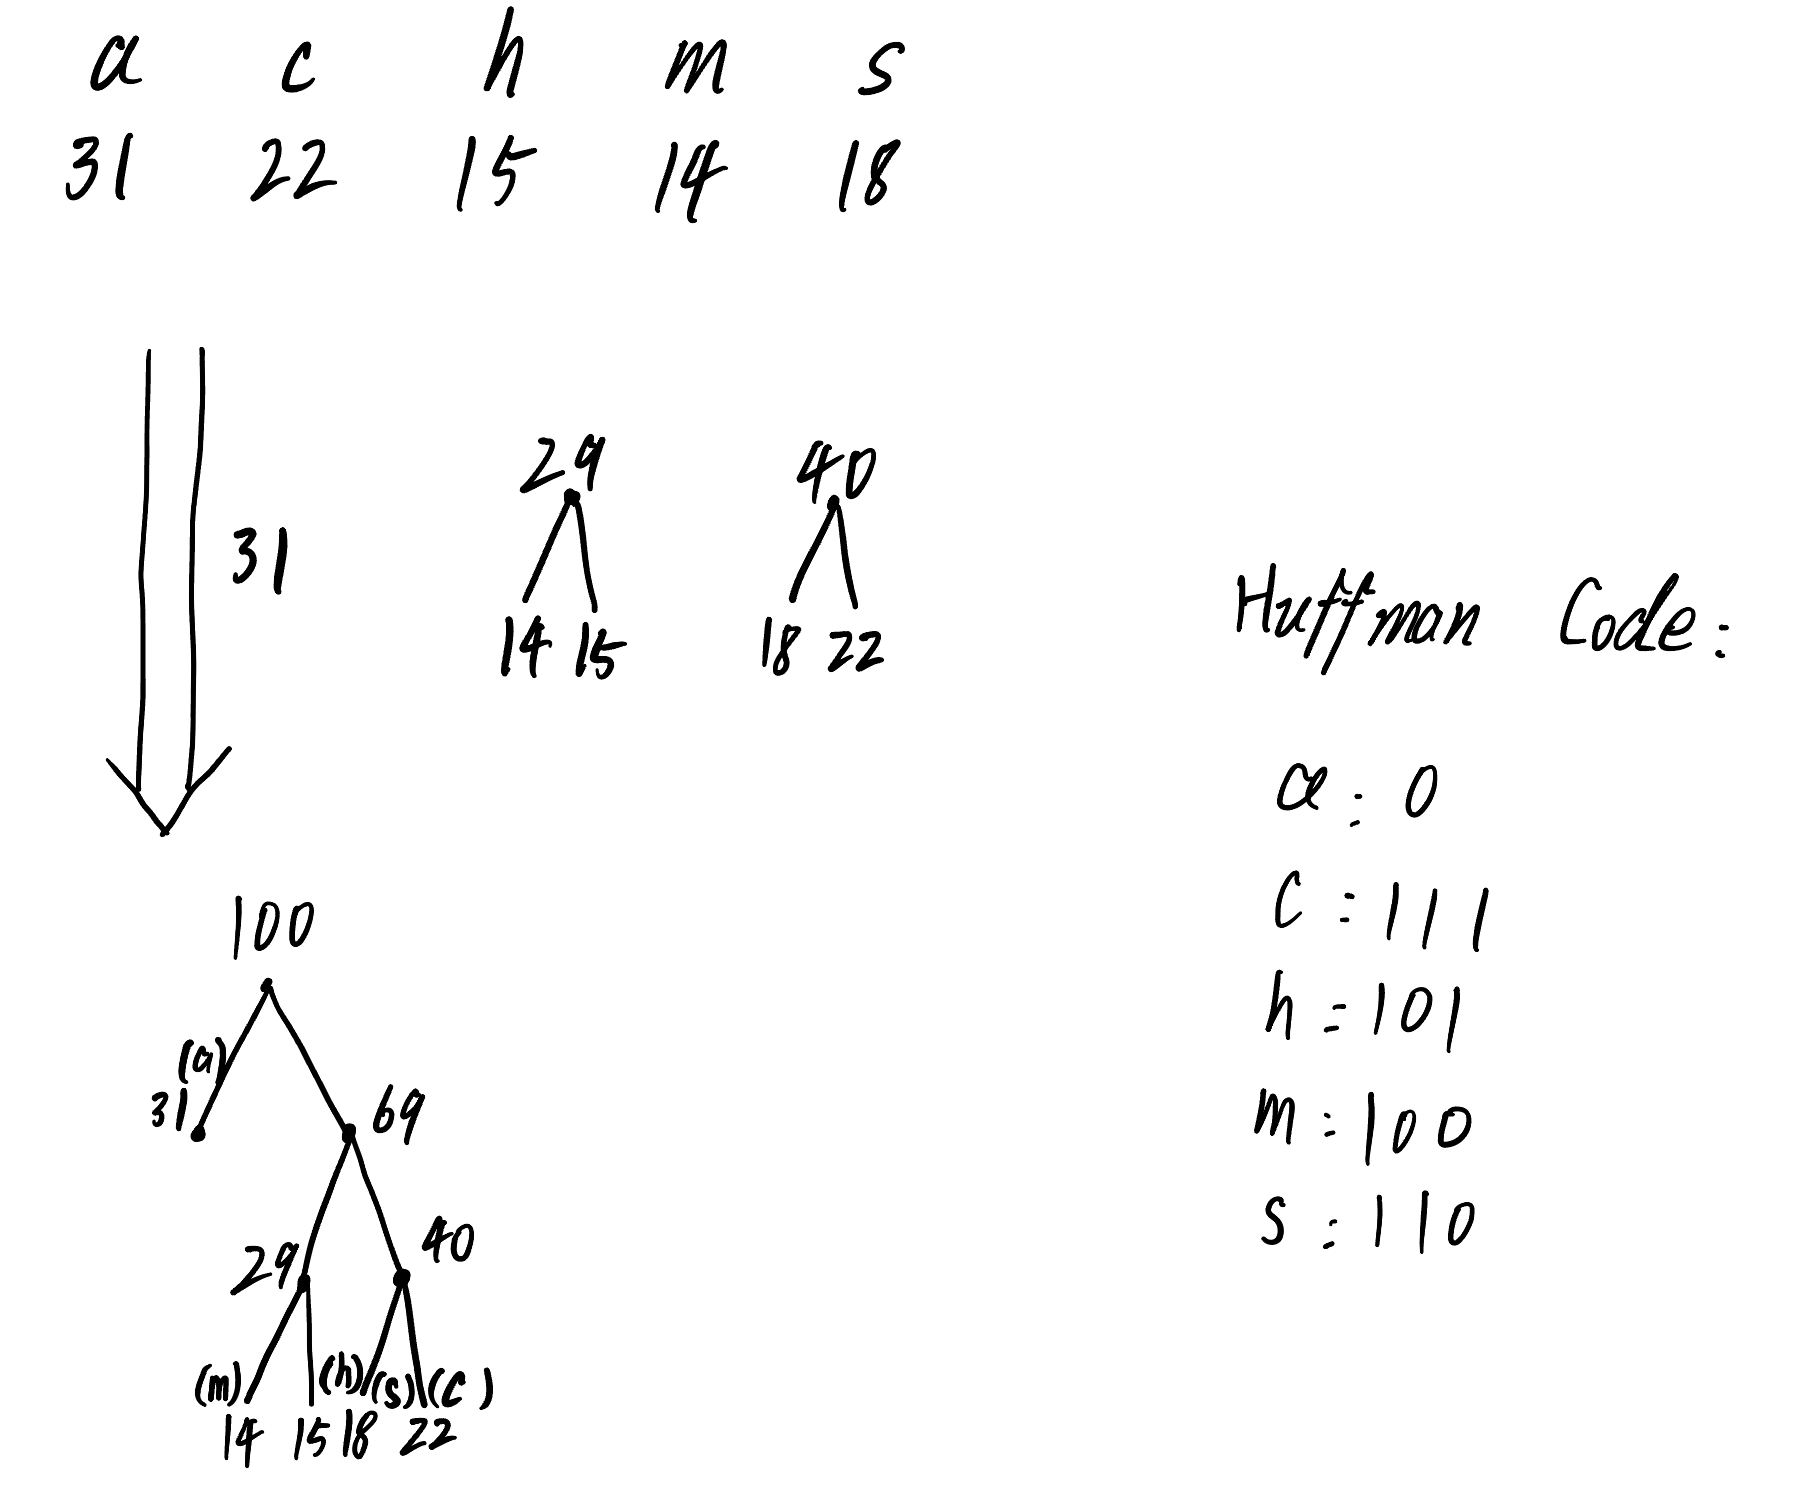 a c h m s
31 22 15 14 18
29 40
31
14 15 18 22
Huffman Code:
a: 0
c: 111
h: 101
m: 100
s: 110
100
(a)
31 69
29 40
(m) (h) (s) (c)
14 15 18 22